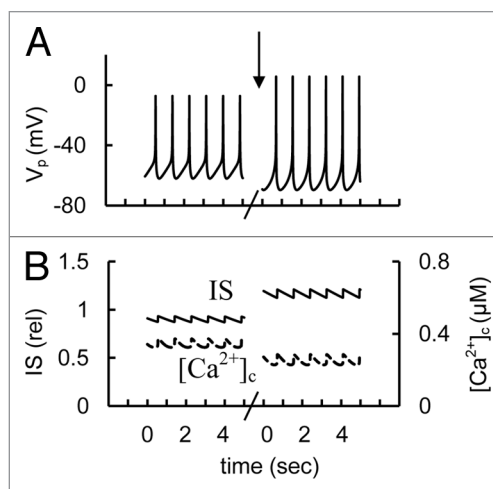 A
0
-40
-80
Vp (mV)
B
1.5
1
0.5
0
IS (rel)
IS
[Ca²⁺]c
0.8
0.4
0
[Ca²⁺]c (µM)
0 2 4 0 2 4
time (sec)